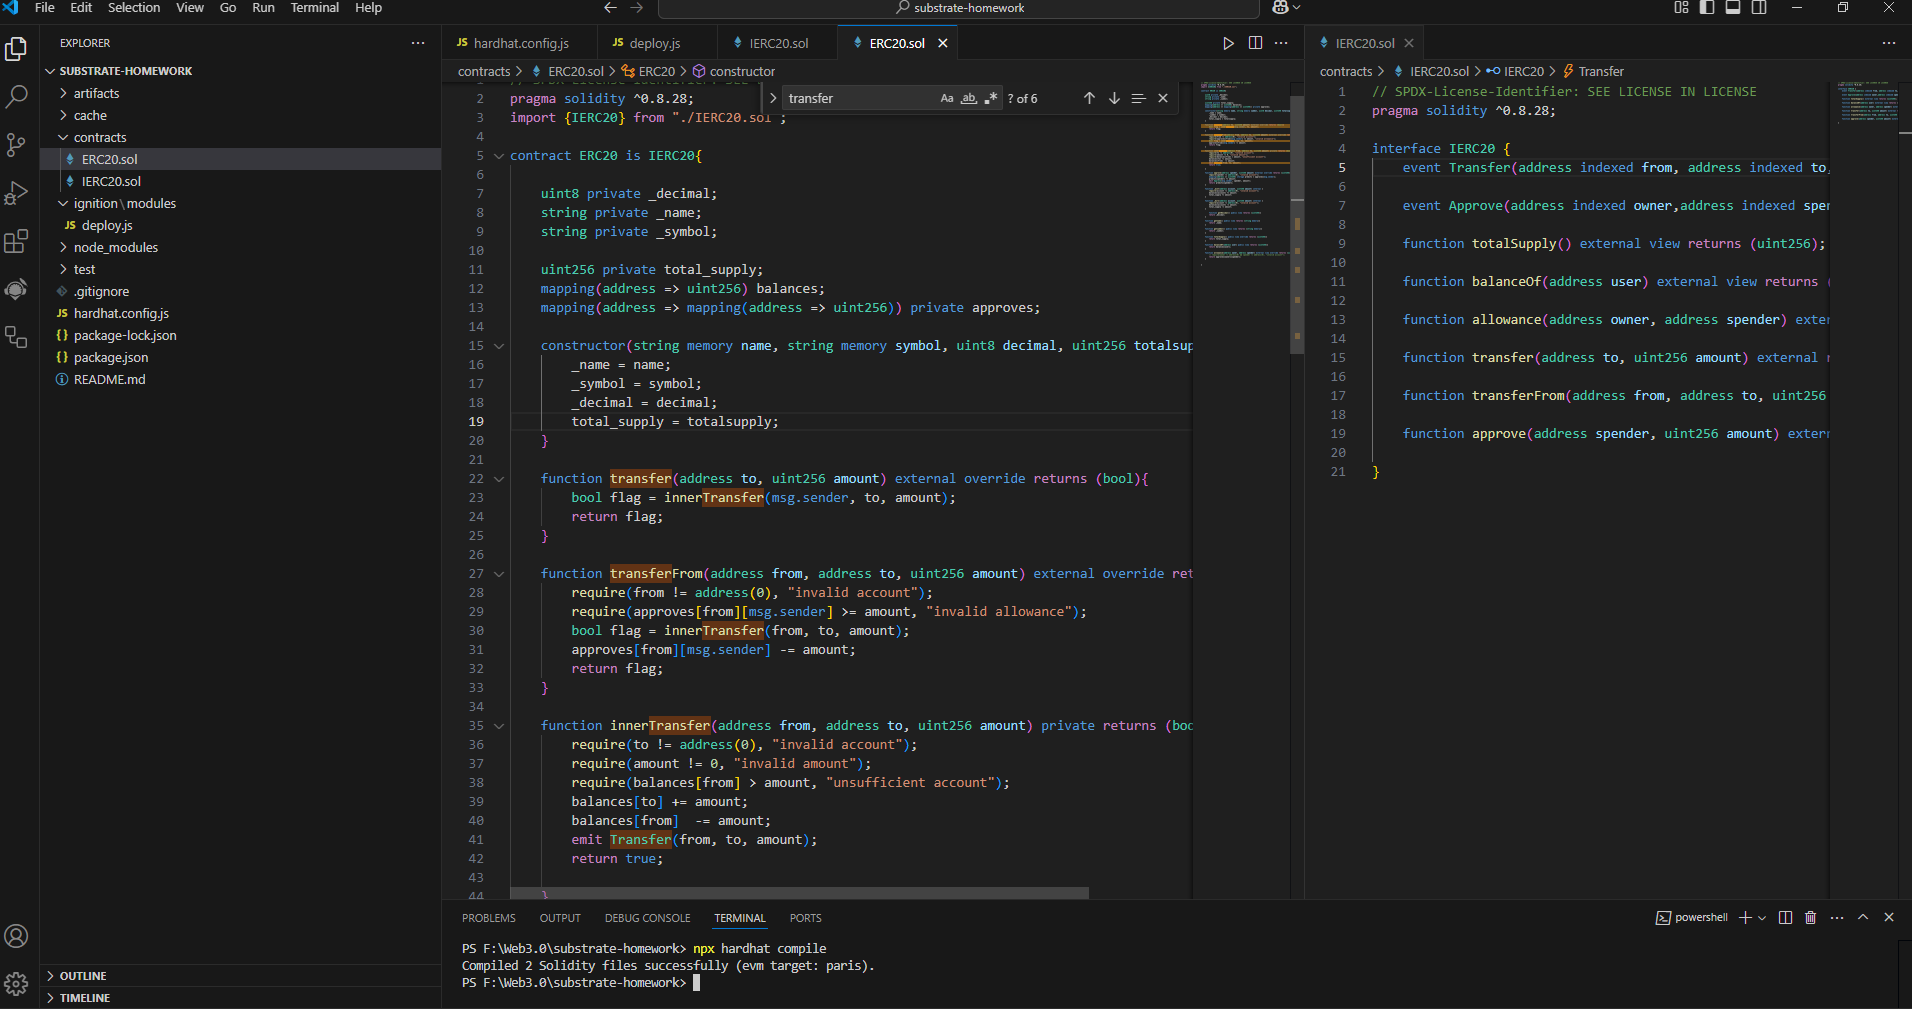 File Edit Selection View Go Run Terminal Help
substrate-homework
EXPLORER
SUBSTRATE-HOMEWORK
artifacts
cache
contracts
ERC20.sol
IERC20.sol
ignition\modules
JS deploy.js
node_modules
test
.gitignore
JS hardhat.config.js
{} package-lock.json
{} package.json
README.md
OUTLINE
TIMELINE
JS hardhat.config.js
JS deploy.js
IERC20.sol
ERC20.sol
contracts > ERC20.sol > ERC20 > constructor
transfer
Aa ab
? of 6
2 pragma solidity ^0.8.28;
3 import {IERC20} from "./IERC20.sol";
4
5 contract ERC20 is IERC20{
6
7 uint8 private _decimal;
8 string private _name;
9 string private _symbol;
10
11 uint256 private total_supply;
12 mapping(address => uint256) balances;
13 mapping(address => mapping(address => uint256)) private approves;
14
15 constructor(string memory name, string memory symbol, uint8 decimal, uint256 totalsup
16 _name = name;
17 _symbol = symbol;
18 _decimal = decimal;
19 total_supply = totalsupply;
20 }
21
22 function transfer(address to, uint256 amount) external override returns (bool){
23 bool flag = innerTransfer(msg.sender, to, amount);
24 return flag;
25 }
26
27 function transferFrom(address from, address to, uint256 amount) external override ret
28 require(from != address(0), "invalid account");
29 require(approves[from][msg.sender] >= amount, "invalid allowance");
30 bool flag = innerTransfer(from, to, amount);
31 approves[from][msg.sender] -= amount;
32 return flag;
33 }
34
35 function innerTransfer(address from, address to, uint256 amount) private returns (boo
36 require(to != address(0), "invalid account");
37 require(amount != 0, "invalid amount");
38 require(balances[from] > amount, "unsufficient account");
39 balances[to] += amount;
40 balances[from]  -= amount;
41 emit Transfer(from, to, amount);
42 return true;
43
44 }
IERC20.sol
contracts > IERC20.sol > IERC20 > Transfer
1 // SPDX-License-Identifier: SEE LICENSE IN LICENSE
2 pragma solidity ^0.8.28;
3
4 interface IERC20 {
5 event Transfer(address indexed from, address indexed to,
6
7 event Approve(address indexed owner,address indexed spen
8
9 function totalSupply() external view returns (uint256);
10
11 function balanceOf(address user) external view returns (
12
13 function allowance(address owner, address spender) exter
14
15 function transfer(address to, uint256 amount) external r
16
17 function transferFrom(address from, address to, uint256
18
19 function approve(address spender, uint256 amount) extern
20
21 }
PROBLEMS OUTPUT DEBUG CONSOLE TERMINAL PORTS
powershell
PS F:\Web3.0\substrate-homework> npx hardhat compile
Compiled 2 Solidity files successfully (evm target: paris).
PS F:\Web3.0\substrate-homework>